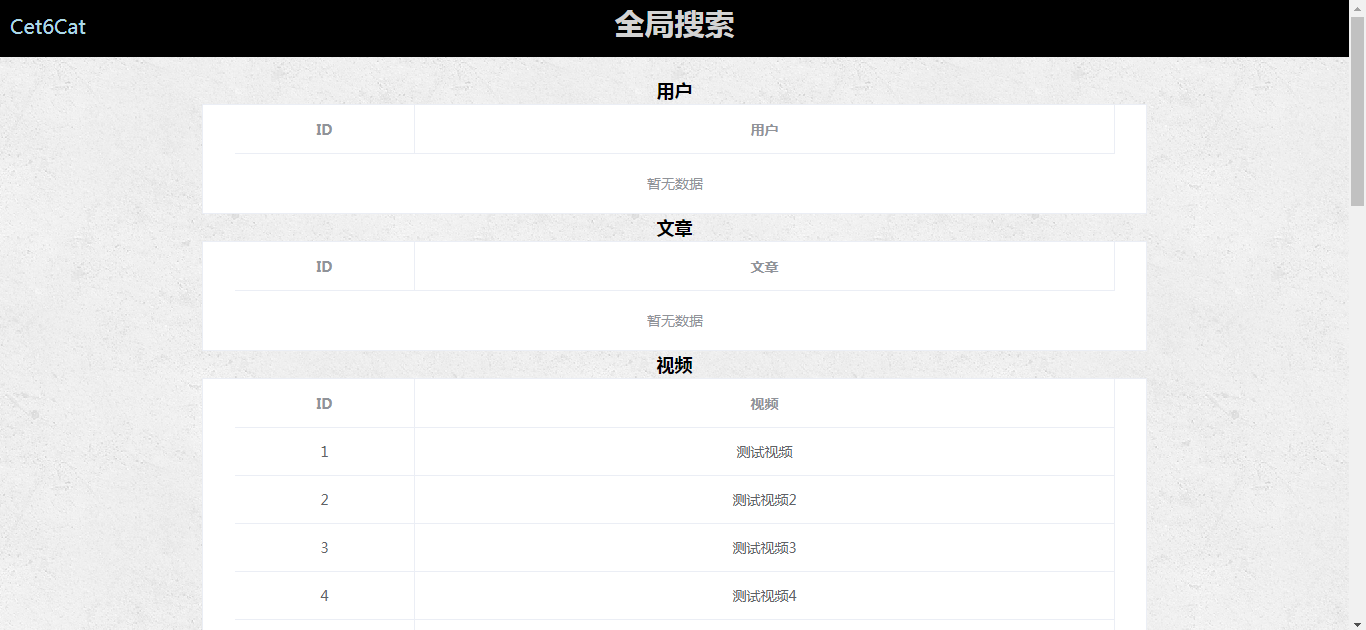 Cet6Cat
全局搜索
用户
ID 用户
暂无数据
文章
ID 文章
暂无数据
视频
ID 视频
1 测试视频
2 测试视频2
3 测试视频3
4 测试视频4